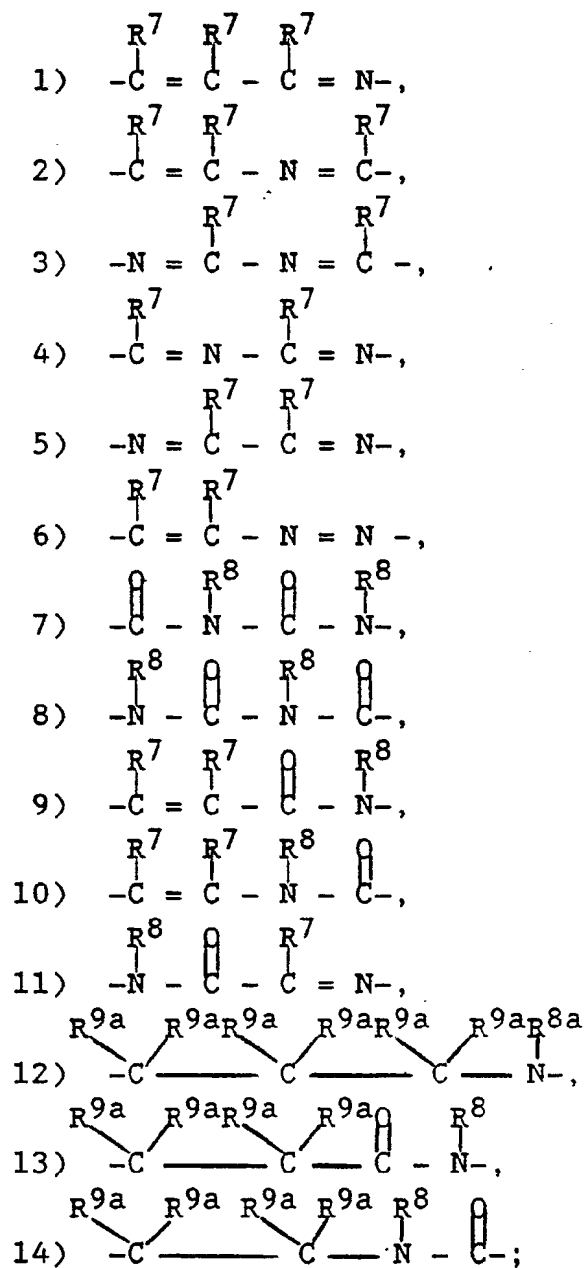 R7 R7 R7
1) -C = C - C = N-,
R7 R7 R7
2) -C = C - N = C-,
R7 R7
3) -N = C - N = C -,
R7 R7
4) -C = N - C = N-,
R7 R7
5) -N = C - C = N-,
R7 R7
6) -C = C - N = N -,
O R8 O R8
7) -C - N - C - N-,
R8 O R8 O
8) -N - C - N - C-,
R7 R7 O R8
9) -C = C - C - N-,
R7 R7 R8 O
10) -C = C - N - C-,
R8 O R7
11) -N - C - C = N-,
R9a R9a R9a R9a R9a R9a R8a
12) -C — C — C — N-,
R9a R9a R9a R9a O R8
13) -C — C — C - N-,
R9a R9a R9a R9a R8 O
14) -C — C — N - C-;